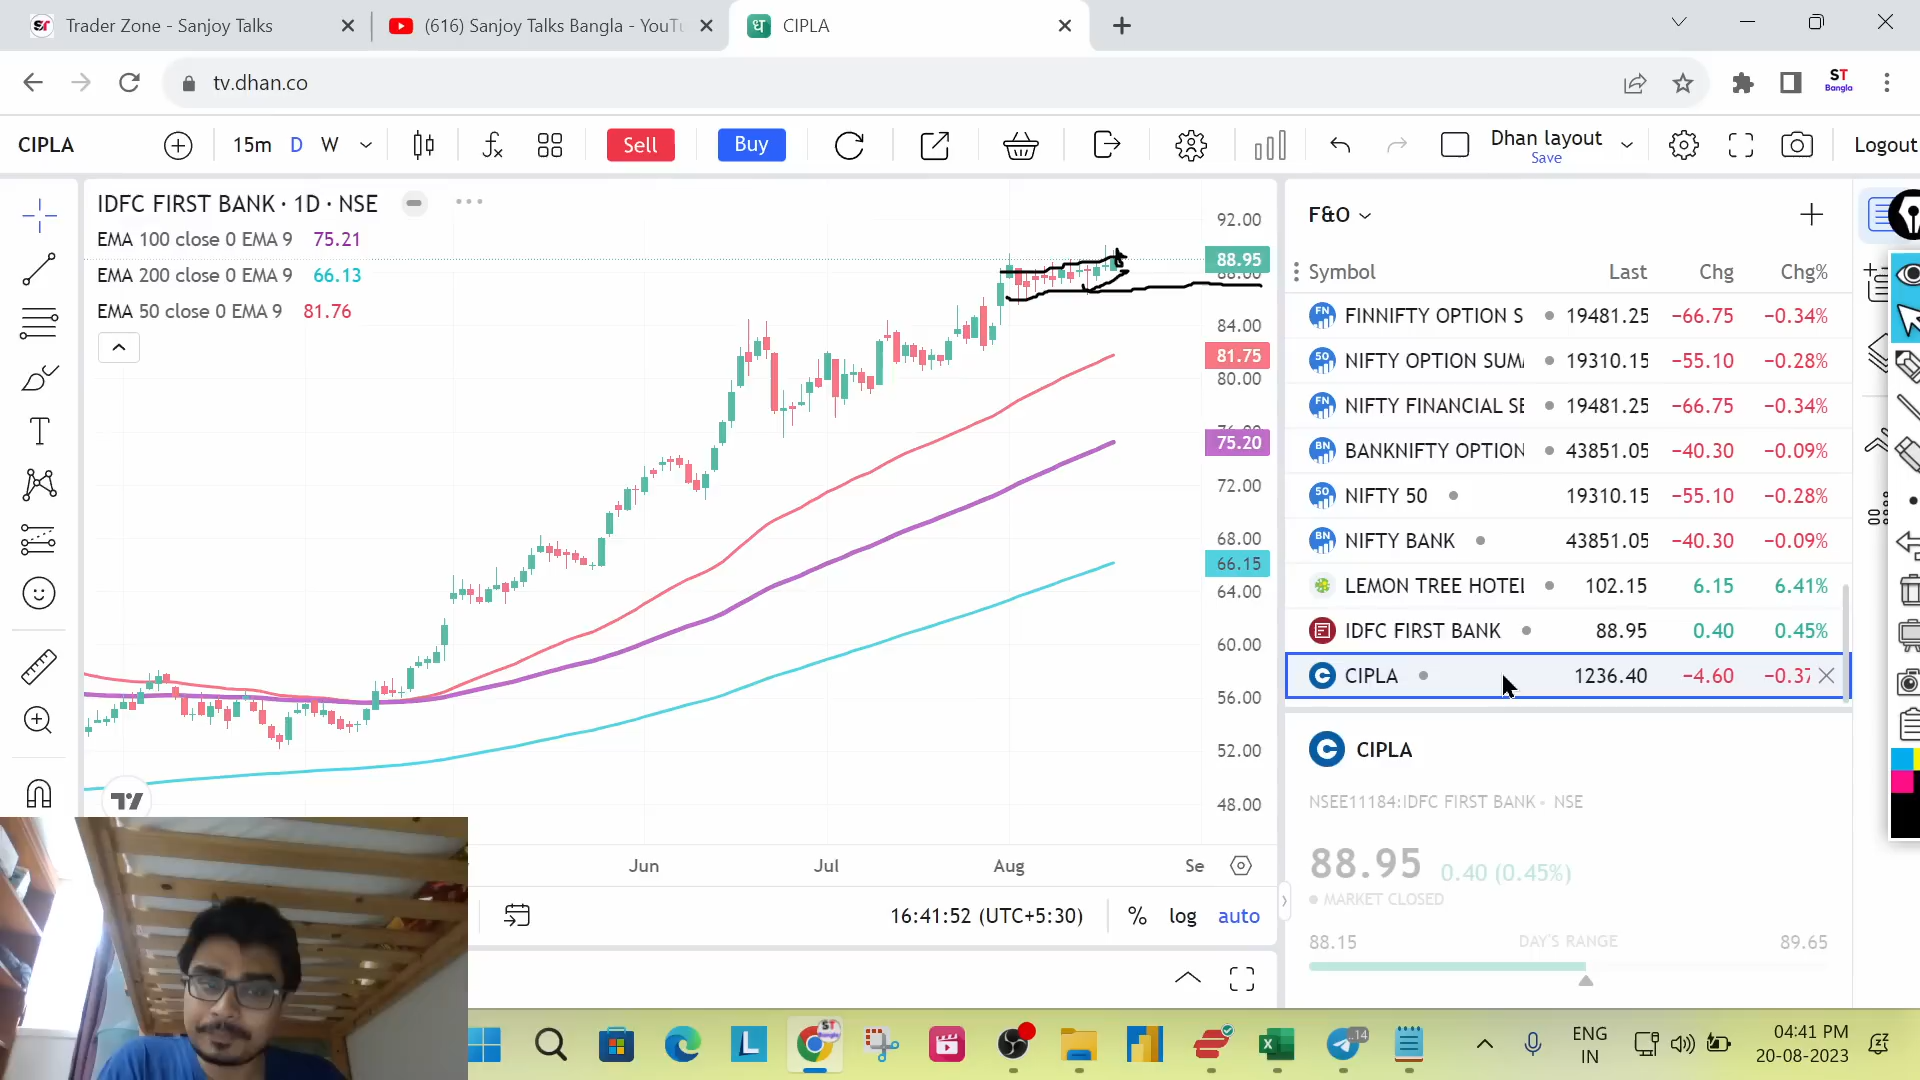 Trader Zone - Sanjoy Talks
(616) Sanjoy Talks Bangla - YouTu
CIPLA
tv.dhan.co
ST
Bangla
CIPLA
15m D W
Sell
Buy
Dhan layout
Save
Logout
IDFC FIRST BANK · 1D · NSE
EMA 100 close 0 EMA 9 75.21
EMA 200 close 0 EMA 9 66.13
EMA 50 close 0 EMA 9 81.76
92.00
88.95
84.00
81.75
80.00
75.20
72.00
68.00
66.15
64.00
60.00
56.00
52.00
48.00
Jun Jul Aug Se
16:41:52 (UTC+5:30) % log auto
F&O
Symbol Last Chg Chg%
FINNIFTY OPTION S 19481.25 −66.75 −0.34%
NIFTY OPTION SUM 19310.15 −55.10 −0.28%
NIFTY FINANCIAL SE 19481.25 −66.75 −0.34%
BANKNIFTY OPTION 43851.05 −40.30 −0.09%
NIFTY 50 19310.15 −55.10 −0.28%
NIFTY BANK 43851.05 −40.30 −0.09%
LEMON TREE HOTEL 102.15 6.15 6.41%
IDFC FIRST BANK 88.95 0.40 0.45%
CIPLA 1236.40 −4.60 −0.37
CIPLA
NSEE11184:IDFC FIRST BANK • NSE
88.95 0.40 (0.45%)
MARKET CLOSED
88.15 DAY'S RANGE 89.65
ENG
IN
04:41 PM
20-08-2023